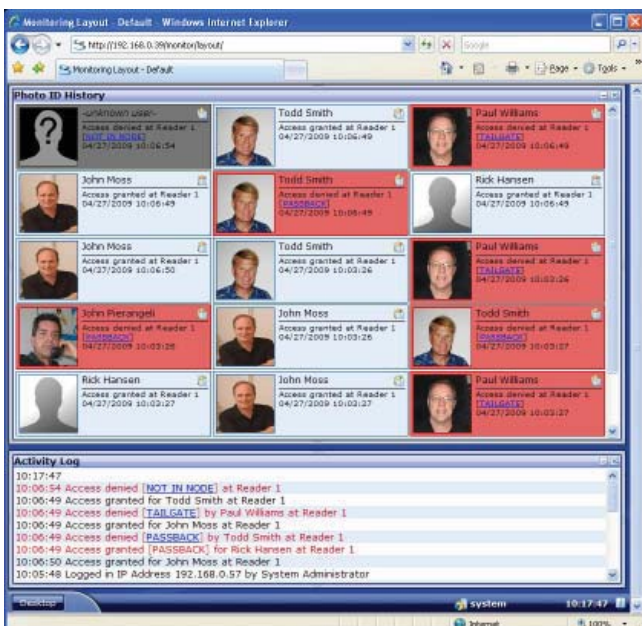 Monitoring Layout - Default - Windows Internet Explorer
http://192.168.0.39/monitor/layout/
Google
Monitoring Layout - Default
Page
Tools
Photo ID History
-unknown user-
Access denied at Reader 1
[NOT IN NODE]
04/27/2009 10:06:54
Todd Smith
Access granted at Reader 1
04/27/2009 10:06:49
Paul Williams
Access denied at Reader 1
[TAILGATE]
04/27/2009 10:06:49
John Moss
Access granted at Reader 1
04/27/2009 10:06:49
Todd Smith
Access denied at Reader 1
[PASSBACK]
04/27/2009 10:06:49
Rick Hansen
Access granted at Reader 1
04/27/2009 10:06:49
John Moss
Access granted at Reader 1
04/27/2009 10:06:50
Todd Smith
Access granted at Reader 1
04/27/2009 10:03:26
Paul Williams
Access denied at Reader 1
[TAILGATE]
04/27/2009 10:03:26
John Pierangeli
Access denied at Reader 1
[PASSBACK]
04/27/2009 10:03:26
John Moss
Access granted at Reader 1
04/27/2009 10:03:26
Todd Smith
Access denied at Reader 1
[PASSBACK]
04/27/2009 10:03:27
Rick Hansen
Access granted at Reader 1
04/27/2009 10:03:27
John Moss
Access granted at Reader 1
04/27/2009 10:03:27
Paul Williams
Access denied at Reader 1
[TAILGATE]
04/27/2009 10:03:27
Activity Log
10:17:47
10:06:54 Access denied [NOT IN NODE] at Reader 1
10:06:49 Access granted for Todd Smith at Reader 1
10:06:49 Access denied [TAILGATE] by Paul Williams at Reader 1
10:06:49 Access granted for John Moss at Reader 1
10:06:49 Access denied [PASSBACK] by Todd Smith at Reader 1
10:06:49 Access granted [PASSBACK] for Rick Hansen at Reader 1
10:06:50 Access granted for John Moss at Reader 1
10:05:48 Logged in IP Address 192.168.0.57 by System Administrator
Desktop
system
10:17:47
Internet
100%